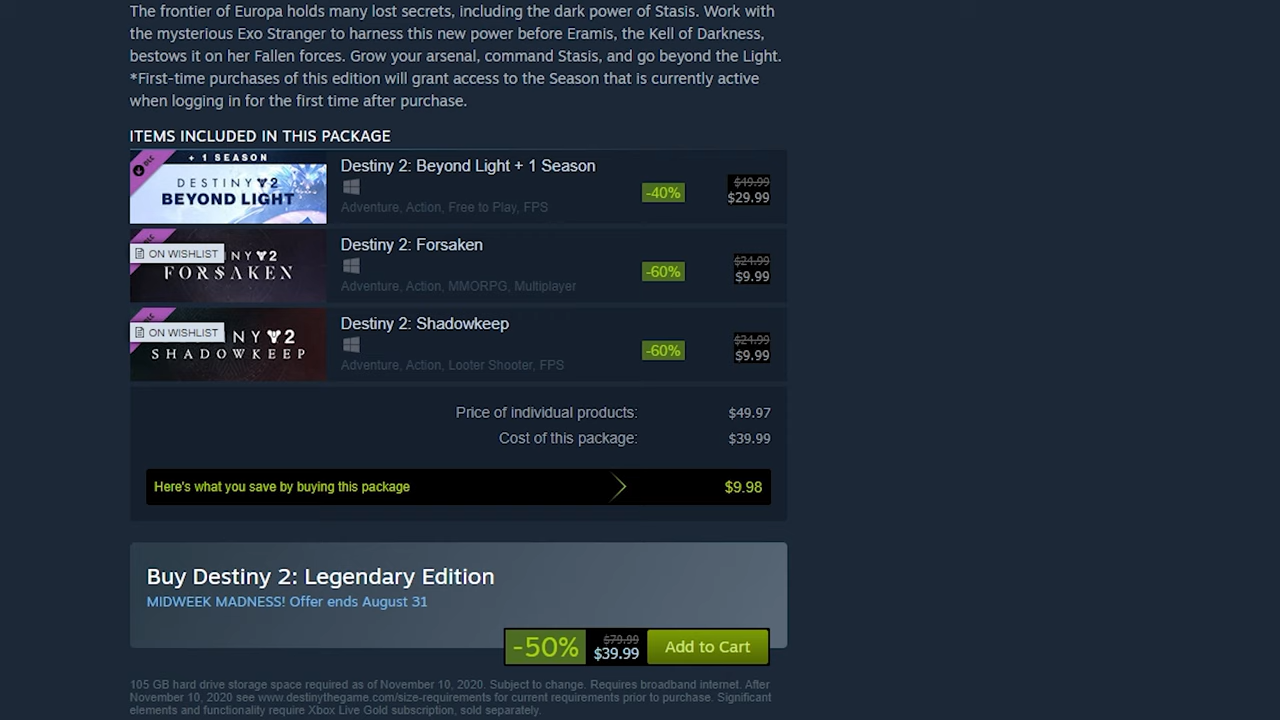 The frontier of Europa holds many lost secrets, including the dark power of Stasis. Work with
the mysterious Exo Stranger to harness this new power before Eramis, the Kell of Darkness,
bestows it on her Fallen forces. Grow your arsenal, command Stasis, and go beyond the Light.
*First-time purchases of this edition will grant access to the Season that is currently active
when logging in for the first time after purchase.
ITEMS INCLUDED IN THIS PACKAGE
DLC
+ 1 SEASON
DESTINY 2
BEYOND LIGHT
Destiny 2: Beyond Light + 1 Season
-40%
$49.99
$29.99
Adventure, Action, Free to Play, FPS
DLC
ON WISHLIST
NY 2
FORSAKEN
Destiny 2: Forsaken
-60%
$24.99
$9.99
Adventure, Action, MMORPG, Multiplayer
DLC
ON WISHLIST
NY 2
SHADOWKEEP
Destiny 2: Shadowkeep
-60%
$24.99
$9.99
Adventure, Action, Looter Shooter, FPS
Price of individual products: $49.97
Cost of this package: $39.99
Here's what you save by buying this package $9.98
Buy Destiny 2: Legendary Edition
MIDWEEK MADNESS! Offer ends August 31
-50%
$79.99
$39.99
Add to Cart
105 GB hard drive storage space required as of November 10, 2020. Subject to change. Requires broadband internet. After
November 10, 2020 see www.destinythegame.com/size-requirements for current requirements prior to purchase. Significant
elements and functionality require Xbox Live Gold subscription, sold separately.